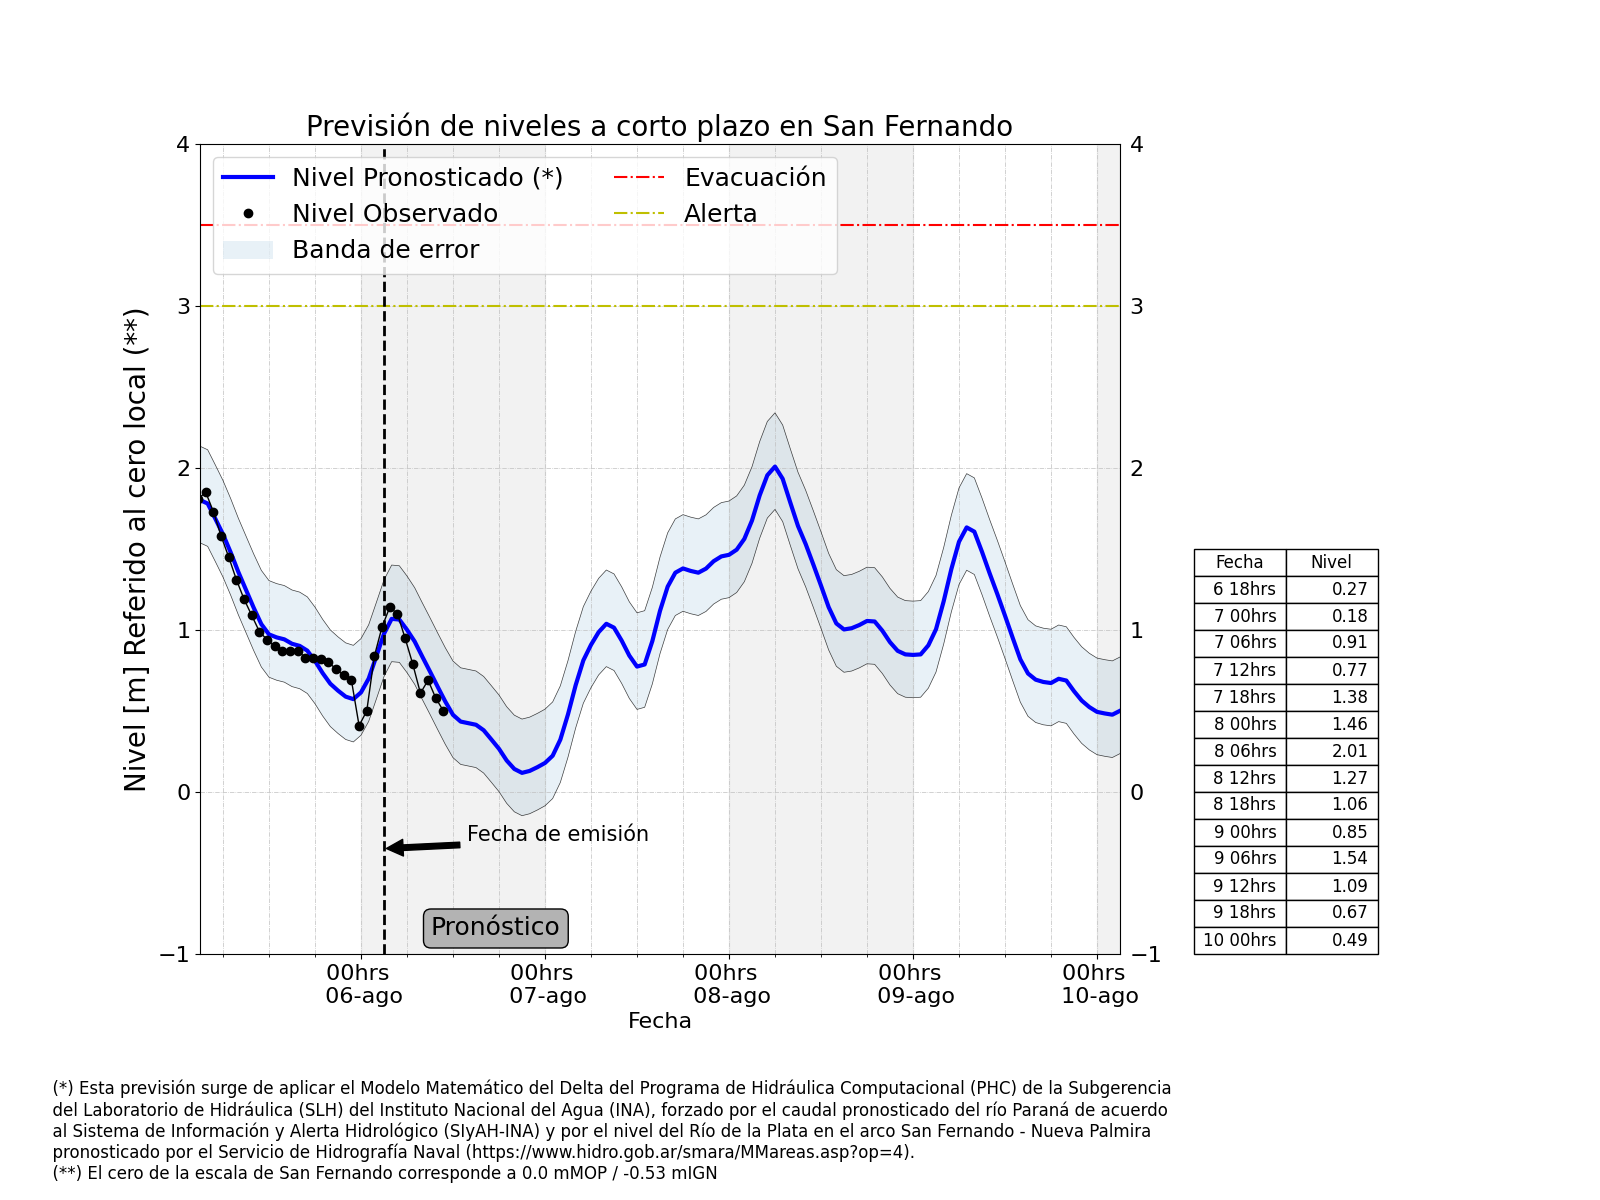 Previsión de niveles a corto plazo en San Fernando
Nivel Pronosticado (*)
Nivel Observado
Banda de error
Evacuación
Alerta
Nivel [m] Referido al cero local (**)
4
3
2
1
0
−1
4
3
2
1
0
−1
Fecha de emisión
Pronóstico
00hrs
06-ago
00hrs
07-ago
00hrs
08-ago
00hrs
09-ago
00hrs
10-ago
Fecha
Fecha Nivel
6 18hrs 0.27
7 00hrs 0.18
7 06hrs 0.91
7 12hrs 0.77
7 18hrs 1.38
8 00hrs 1.46
8 06hrs 2.01
8 12hrs 1.27
8 18hrs 1.06
9 00hrs 0.85
9 06hrs 1.54
9 12hrs 1.09
9 18hrs 0.67
10 00hrs 0.49
(*) Esta previsión surge de aplicar el Modelo Matemático del Delta del Programa de Hidráulica Computacional (PHC) de la Subgerencia
del Laboratorio de Hidráulica (SLH) del Instituto Nacional del Agua (INA), forzado por el caudal pronosticado del río Paraná de acuerdo
al Sistema de Información y Alerta Hidrológico (SIyAH-INA) y por el nivel del Río de la Plata en el arco San Fernando - Nueva Palmira
pronosticado por el Servicio de Hidrografía Naval (https://www.hidro.gob.ar/smara/MMareas.asp?op=4).
(**) El cero de la escala de San Fernando corresponde a 0.0 mMOP / -0.53 mIGN